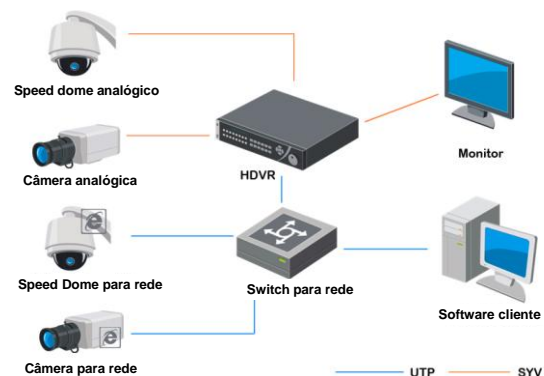 Speed dome analógico
Câmera analógica
HDVR
Monitor
Speed Dome para rede
Switch para rede
Software cliente
Câmera para rede
UTP
SYV